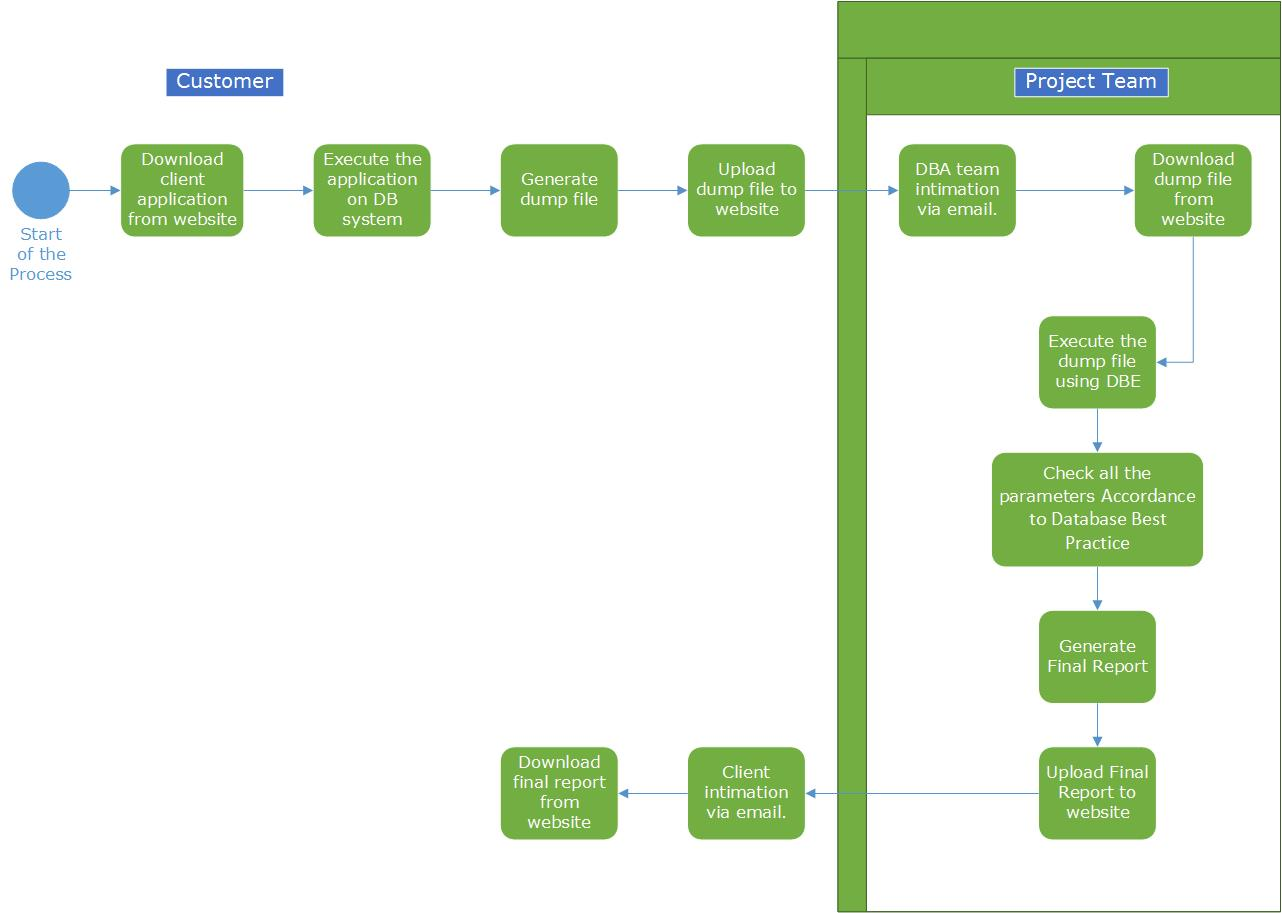 Customer
Project Team
Start
of the
Process
Download
client
application
from website
Execute the
application
on DB
system
Generate
dump file
Upload
dump file to
website
DBA team
intimation
via email.
Download
dump file
from
website
Execute the
dump file
using DBE
Check all the
parameters Accordance
to Database Best
Practice
Generate
Final Report
Upload Final
Report to
website
Client
intimation
via email.
Download
final report
from
website